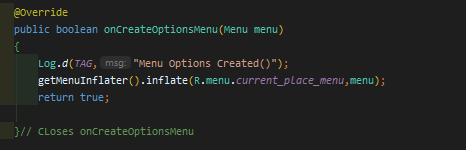 @Override
public boolean onCreateOptionsMenu(Menu menu)
{
Log.d(TAG, msg: "Menu Options Created()");
getMenuInflater().inflate(R.menu.current_place_menu,menu);
return true;
}// CLoses onCreateOptionsMenu